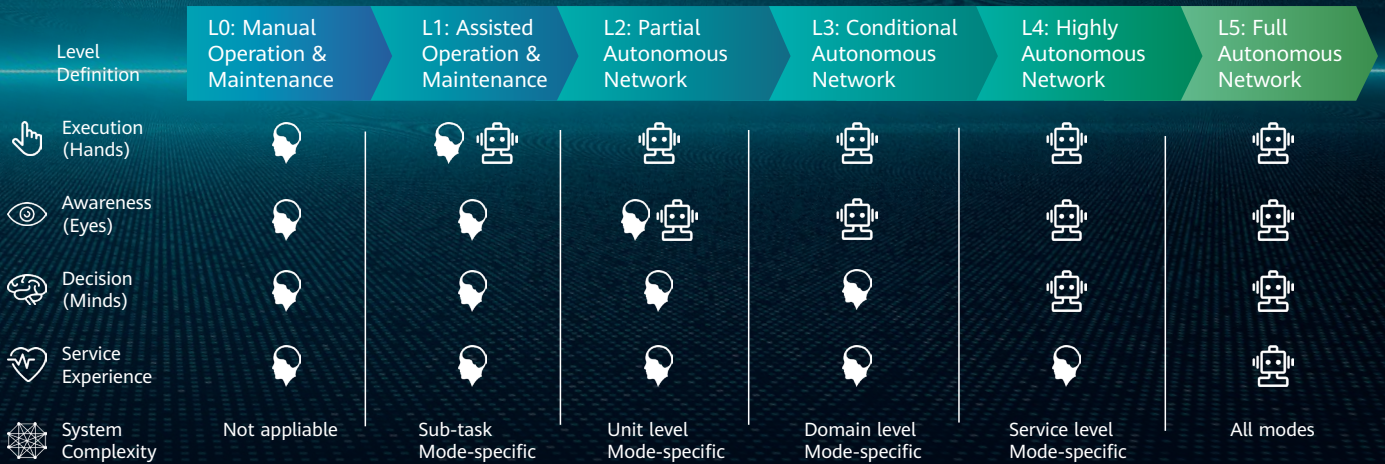 Level
Definition
L0: Manual
Operation &
Maintenance
L1: Assisted
Operation &
Maintenance
L2: Partial
Autonomous
Network
L3: Conditional
Autonomous
Network
L4: Highly
Autonomous
Network
L5: Full
Autonomous
Network
Execution
(Hands)
Awareness
(Eyes)
Decision
(Minds)
Service
Experience
System
Complexity
Not appliable
Sub-task
Mode-specific
Unit level
Mode-specific
Domain level
Mode-specific
Service level
Mode-specific
All modes